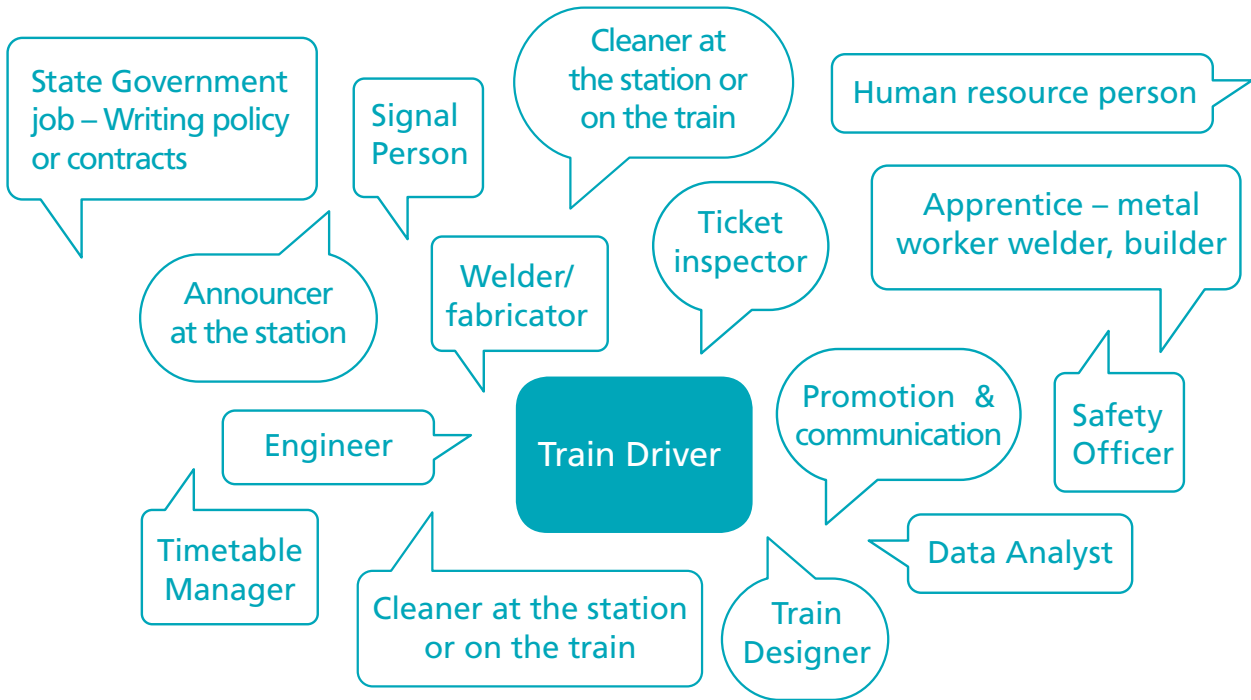 State Government
job – Writing policy
or contracts
Signal
Person
Cleaner at
the station or
on the train
Human resource person
Announcer
at the station
Welder/
fabricator
Ticket
inspector
Apprentice – metal
worker welder, builder
Engineer
Train Driver
Promotion &
communication
Safety
Officer
Timetable
Manager
Cleaner at the station
or on the train
Train
Designer
Data Analyst